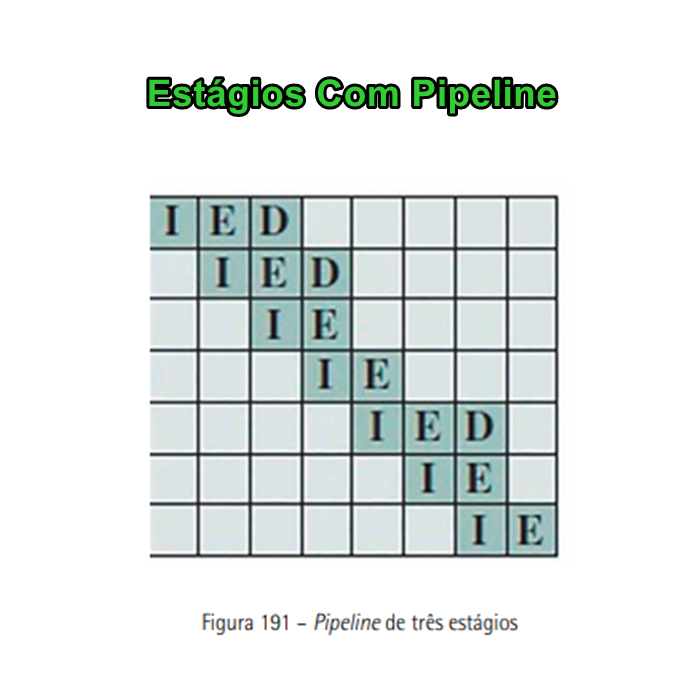 Estágios Com Pipeline
I E D
I E D
I E
I E
I E D
I E
I E
Figura 191 – Pipeline de três estágios